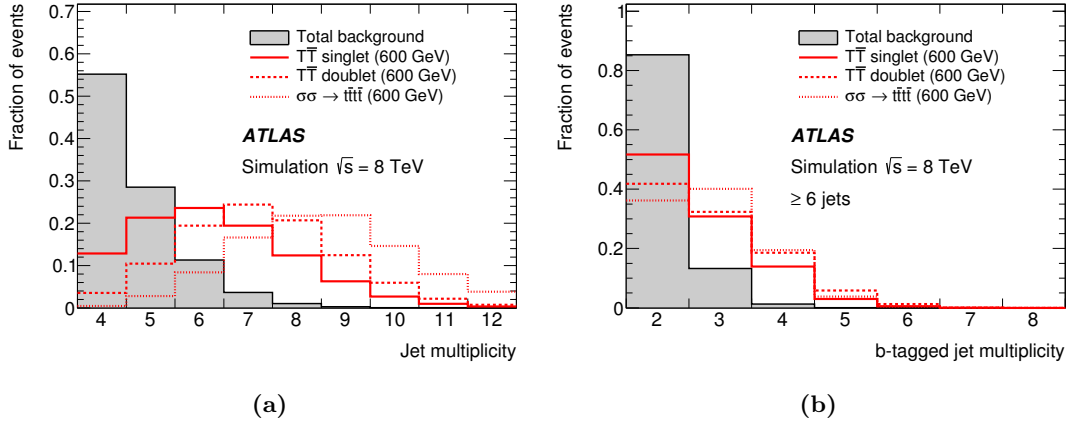 Fraction of events
0.7
0.6
0.5
0.4
0.3
0.2
0.1
0
Total background
TT̅ singlet (600 GeV)
TT̅ doublet (600 GeV)
σσ → tt̅tt̅ (600 GeV)
ATLAS
Simulation √s = 8 TeV
4 5 6 7 8 9 10 11 12
Jet multiplicity
(a)
Fraction of events
1
0.8
0.6
0.4
0.2
0
Total background
TT̅ singlet (600 GeV)
TT̅ doublet (600 GeV)
σσ → tt̅tt̅ (600 GeV)
ATLAS
Simulation √s = 8 TeV
≥ 6 jets
2 3 4 5 6 7 8
b-tagged jet multiplicity
(b)